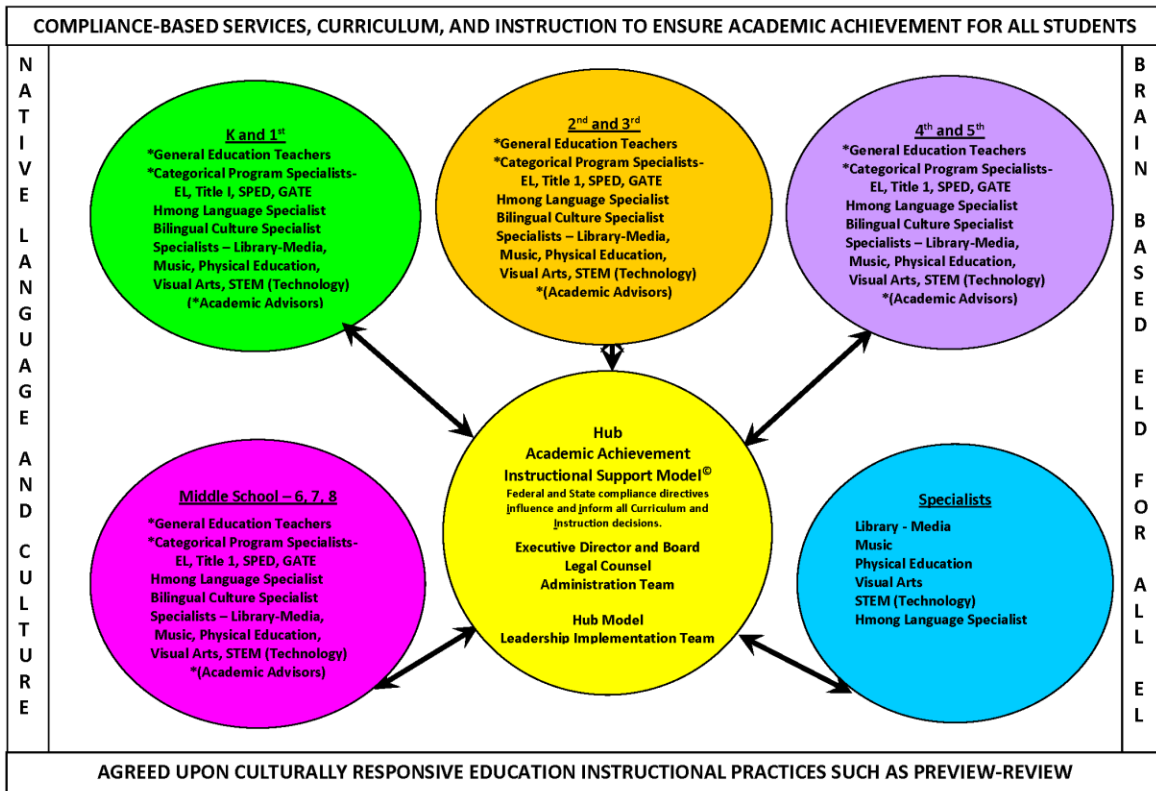 COMPLIANCE-BASED SERVICES, CURRICULUM, AND INSTRUCTION TO ENSURE ACADEMIC ACHIEVEMENT FOR ALL STUDENTS
NATIVE LANGUAGE AND CULTURE
K and 1st
*General Education Teachers
*Categorical Program Specialists-
EL, Title I, SPED, GATE
Hmong Language Specialist
Bilingual Culture Specialist
Specialists – Library-Media,
Music, Physical Education,
Visual Arts, STEM (Technology)
(*Academic Advisors)
2nd and 3rd
*General Education Teachers
*Categorical Program Specialists-
EL, Title 1, SPED, GATE
Hmong Language Specialist
Bilingual Culture Specialist
Specialists – Library-Media,
Music, Physical Education,
Visual Arts, STEM (Technology)
*(Academic Advisors)
4th and 5th
*General Education Teachers
*Categorical Program Specialists-
EL, Title 1, SPED, GATE
Hmong Language Specialist
Bilingual Culture Specialist
Specialists – Library-Media,
Music, Physical Education,
Visual Arts, STEM (Technology)
*(Academic Advisors)
BRAIN BASED ELD FOR ALL EL
Middle School – 6, 7, 8
*General Education Teachers
*Categorical Program Specialists-
EL, Title 1, SPED, GATE
Hmong Language Specialist
Bilingual Culture Specialist
Specialists – Library-Media,
Music, Physical Education,
Visual Arts, STEM (Technology)
*(Academic Advisors)
Hub
Academic Achievement
Instructional Support Model©
Federal and State compliance directives
influence and inform all Curriculum and
Instruction decisions.
Executive Director and Board
Legal Counsel
Administration Team
Hub Model
Leadership Implementation Team
Specialists
Library - Media
Music
Physical Education
Visual Arts
STEM (Technology)
Hmong Language Specialist
AGREED UPON CULTURALLY RESPONSIVE EDUCATION INSTRUCTIONAL PRACTICES SUCH AS PREVIEW-REVIEW